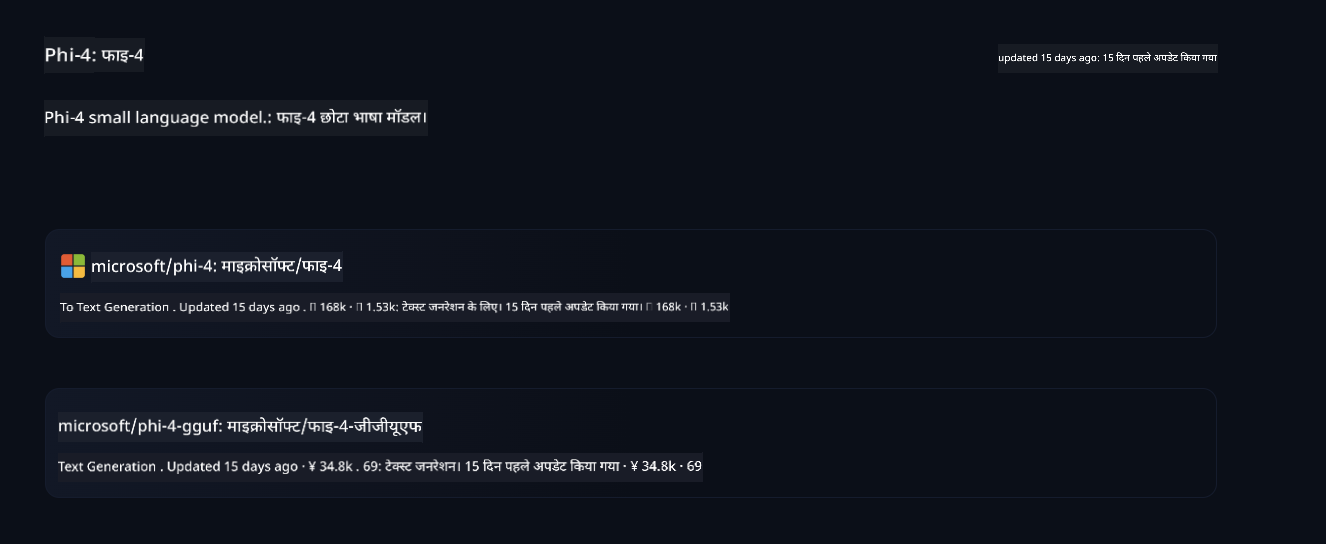 Phi-4: फाइ-4
updated 15 days ago: 15 दिन पहले अपडेट किया गया
Phi-4 small language model.: फाइ-4 छोटा भाषा मॉडल।
microsoft/phi-4: माइक्रोसॉफ्ट/फाइ-4
To Text Generation . Updated 15 days ago . 168k · 1.53k: टेक्स्ट जनरेशन के लिए। 15 दिन पहले अपडेट किया गया। 168k · 1.53k
microsoft/phi-4-gguf: माइक्रोसॉफ्ट/फाइ-4-जीजीयूएफ
Text Generation . Updated 15 days ago · ¥ 34.8k . 69: टेक्स्ट जनरेशन। 15 दिन पहले अपडेट किया गया · ¥ 34.8k · 69